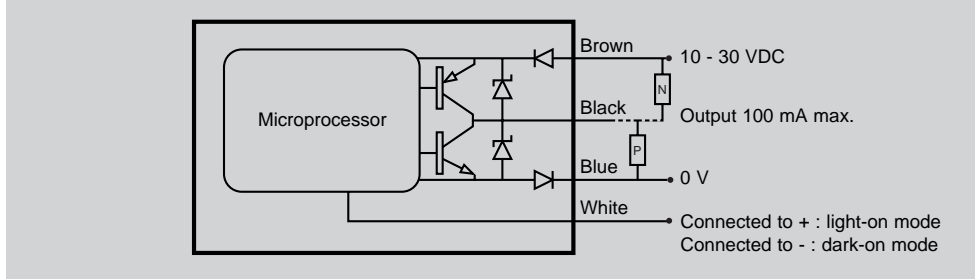 Brown
10 - 30 VDC
N
Microprocessor
Black
Output 100 mA max.
P
Blue
0 V
White
Connected to + : light-on mode
Connected to - : dark-on mode